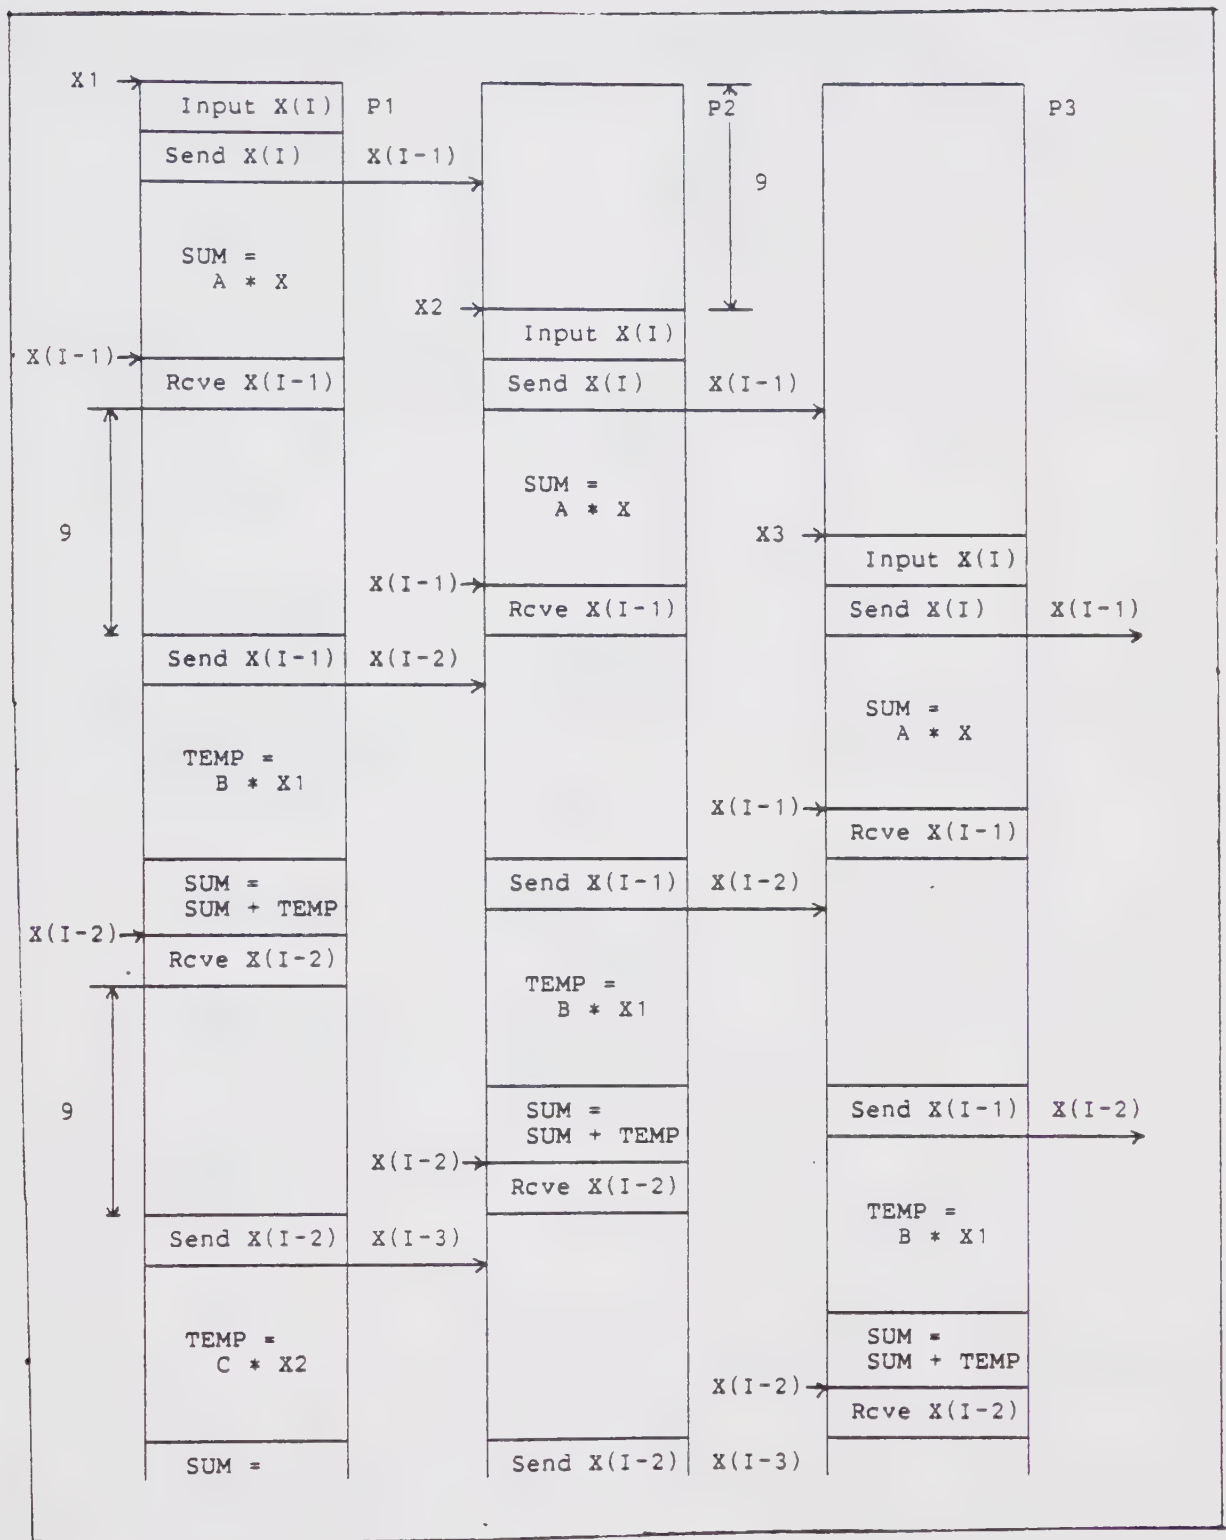 X1
Input X(I) P1 P2 P3
Send X(I) X(I-1)
9
SUM =
A * X
X2
Input X(I)
X(I-1)
Rcve X(I-1) Send X(I) X(I-1)
SUM =
A * X
9 X3
Input X(I)
X(I-1)
Rcve X(I-1) Send X(I) X(I-1)
Send X(I-1) X(I-2)
SUM =
A * X
TEMP =
B * X1
X(I-1)
Rcve X(I-1)
SUM = Send X(I-1) X(I-2)
SUM + TEMP
X(I-2)
Rcve X(I-2)
TEMP =
B * X1
9 SUM = Send X(I-1) X(I-2)
SUM + TEMP
X(I-2)
Rcve X(I-2)
TEMP =
B * X1
Send X(I-2) X(I-3)
TEMP = SUM =
C * X2 SUM + TEMP
X(I-2)
Rcve X(I-2)
SUM = Send X(I-2) X(I-3)